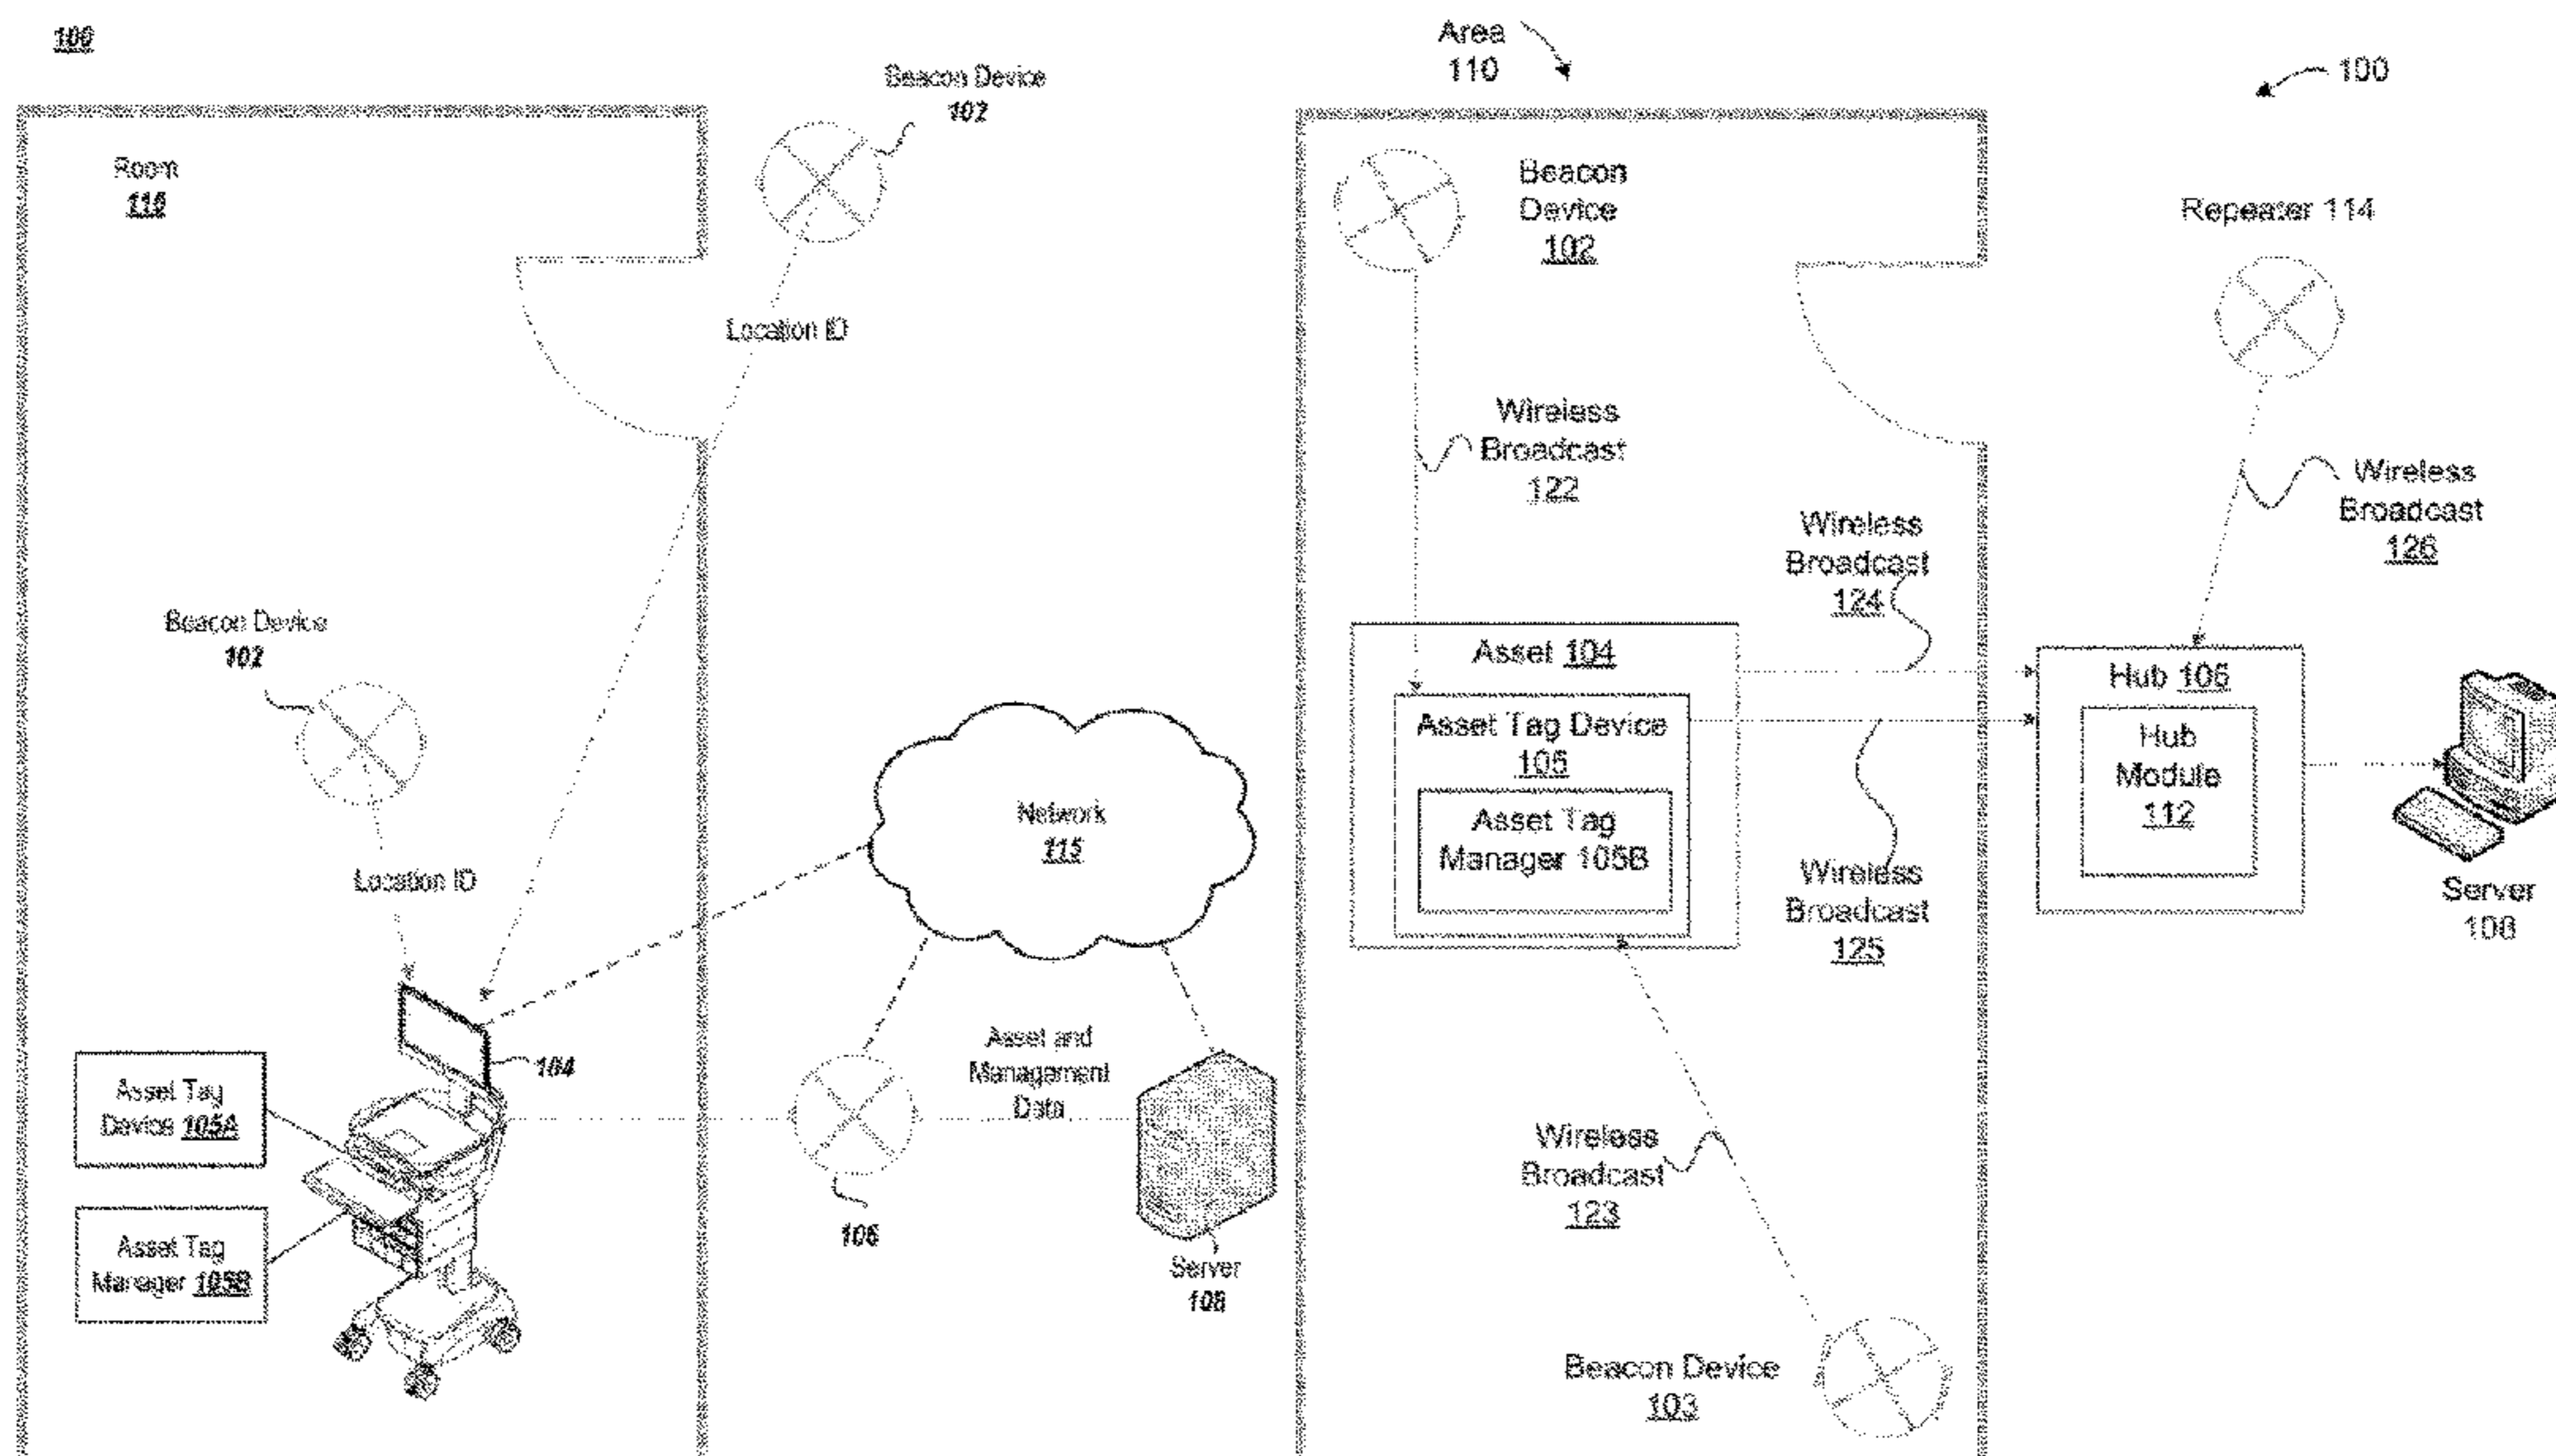 100
Beacon Device
102
Room
110
Location ID
Beacon Device
102
Location ID
Network
115
104
Asset Tag
Device 105A
Asset Tag
Manager 105B
Asset and
Management
Data
106
Server
108
Area
110
100
Beacon
Device
102
Repeater 114
Wireless
Broadcast
122
Wireless
Broadcast
126
Wireless
Broadcast
124
Asset 104
Asset Tag Device
105
Asset Tag
Manager 105B
Hub 106
Hub
Module
112
Wireless
Broadcast
125
Server
108
Wireless
Broadcast
123
Beacon Device
103